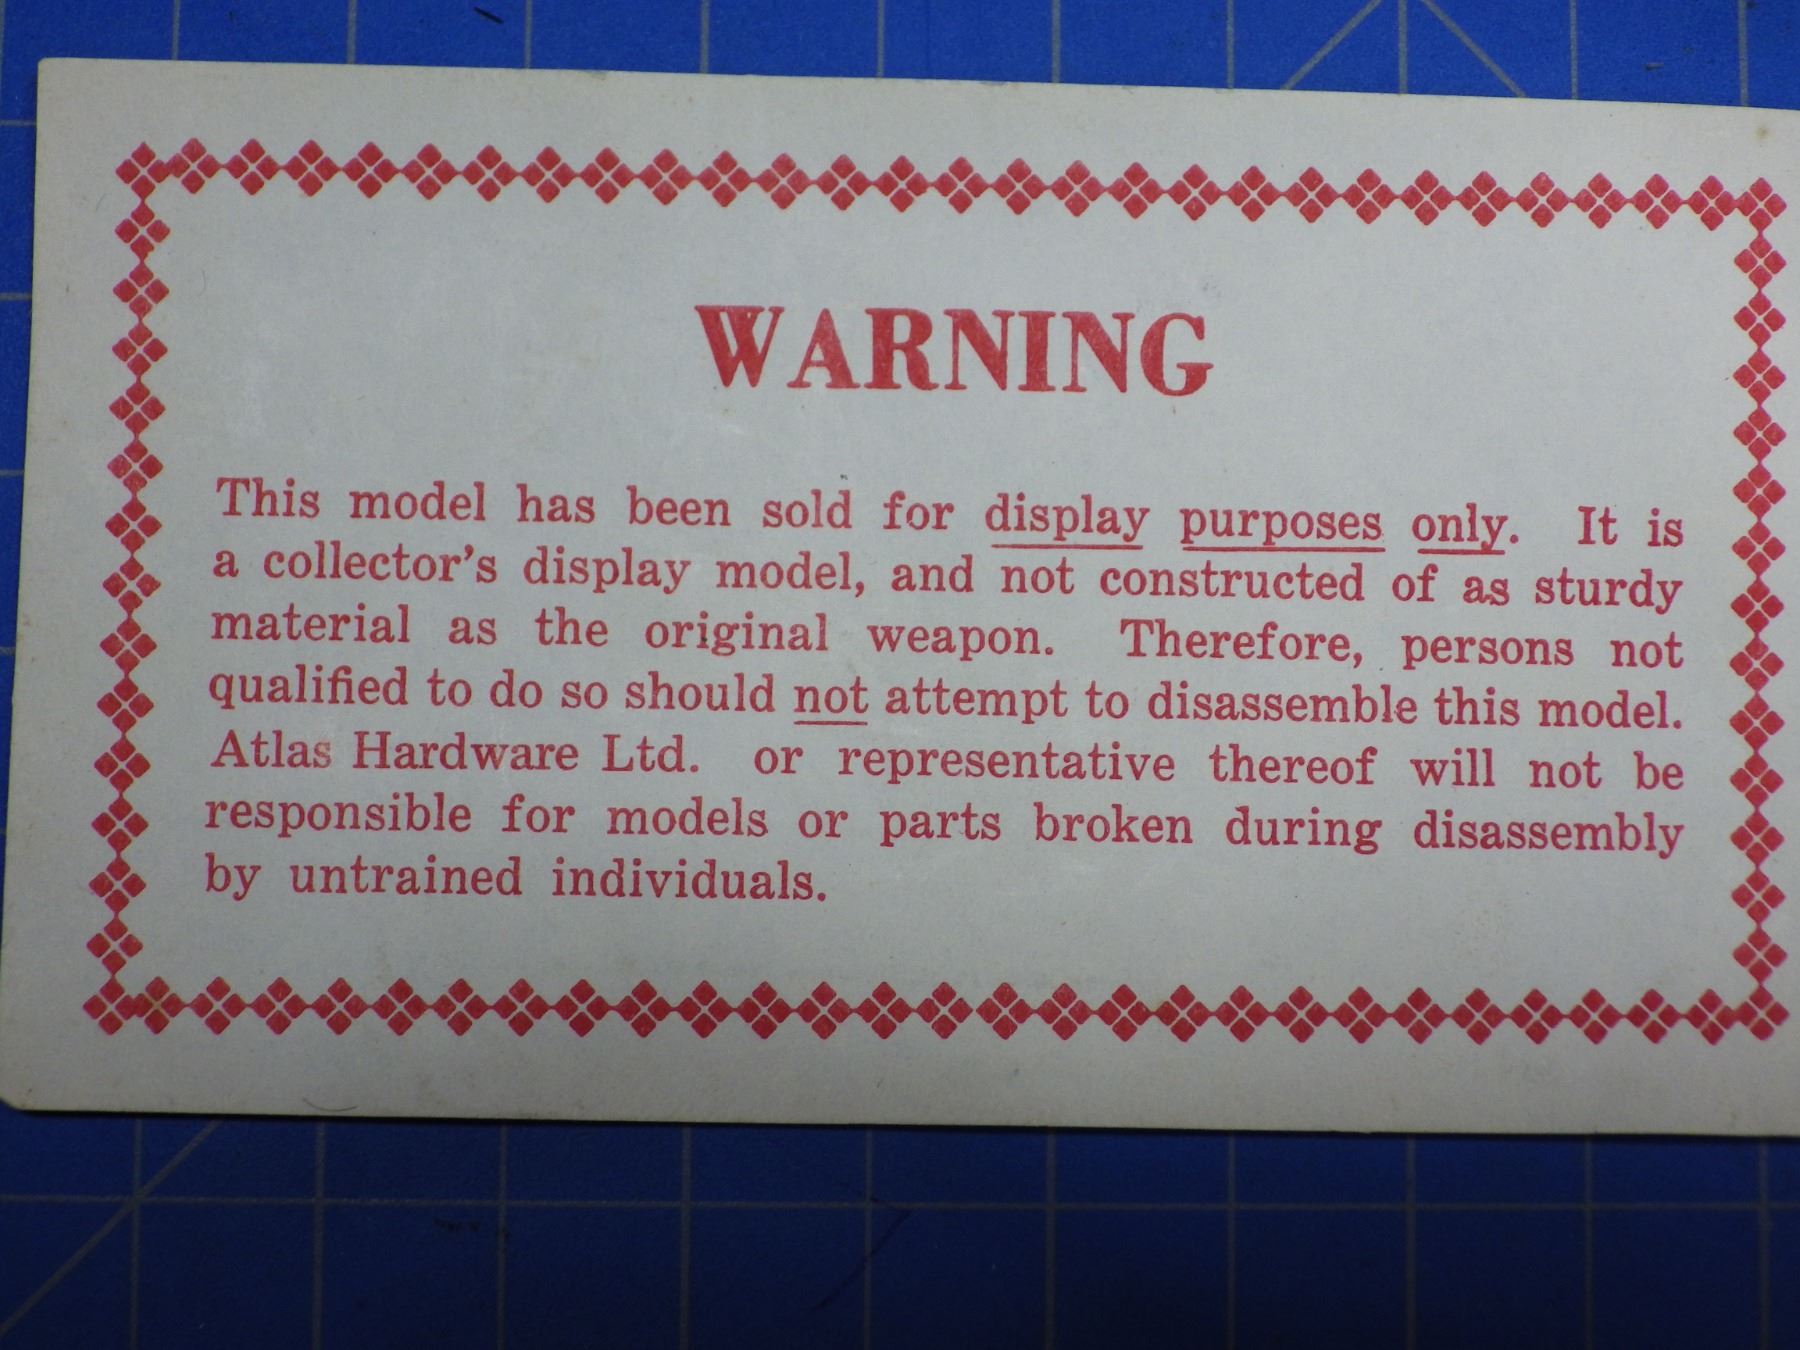 WARNING
This model has been sold for display purposes only. It is
a collector's display model, and not constructed of as sturdy
material as the original weapon. Therefore, persons not
qualified to do so should not attempt to disassemble this model.
Atlas Hardware Ltd. or representative thereof will not be
responsible for models or parts broken during disassembly
by untrained individuals.